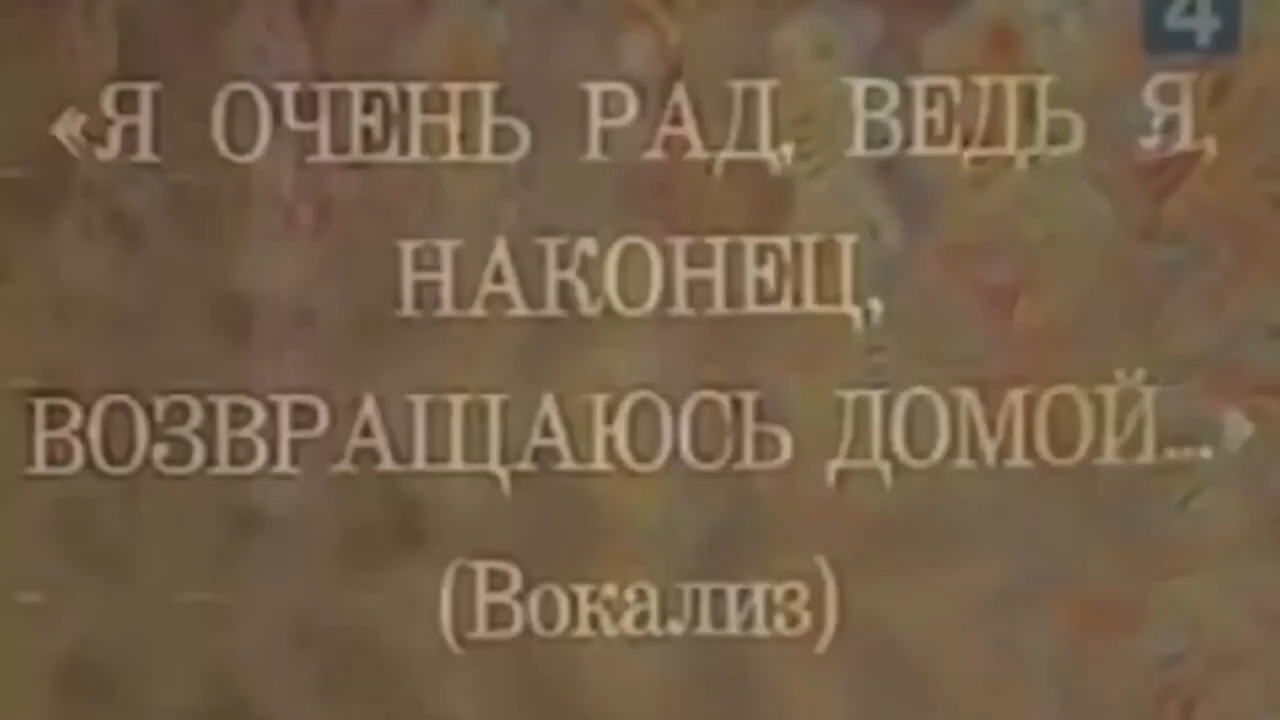 4
«Я ОЧЕНЬ РАД, ВЕДЬ Я,
НАКОНЕЦ,
ВОЗВРАЩАЮСЬ ДОМОЙ...»
(Вокализ)